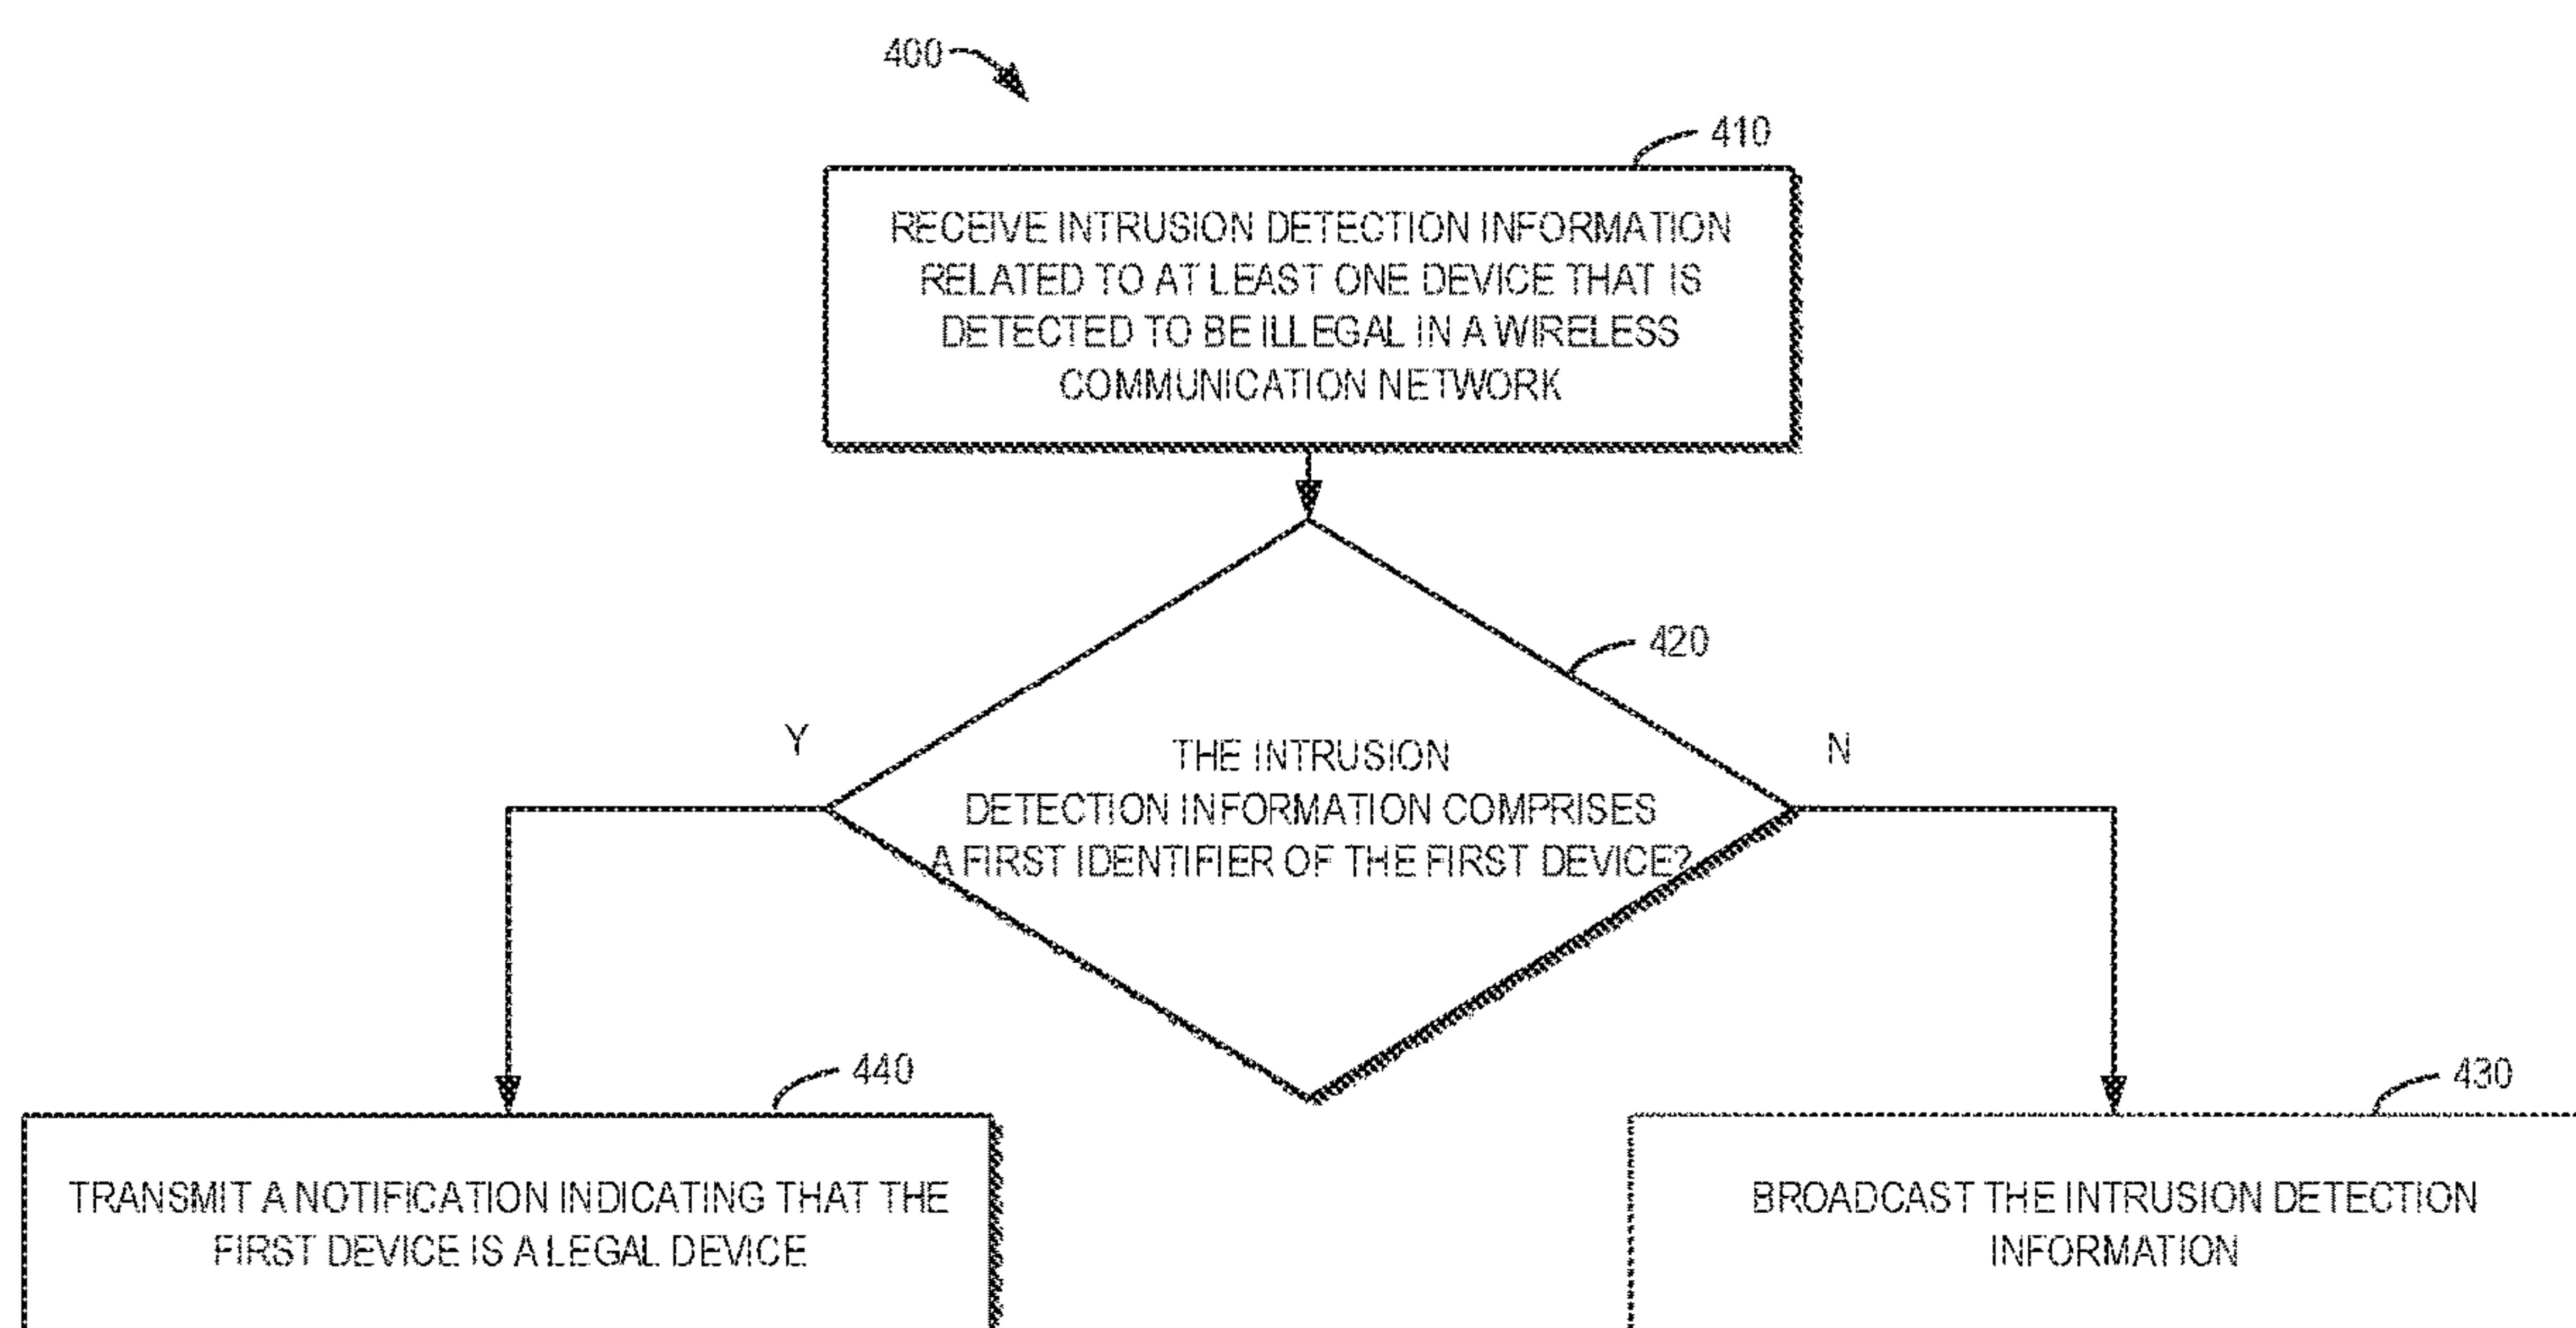 400
410
RECEIVE INTRUSION DETECTION INFORMATION
RELATED TO AT LEAST ONE DEVICE THAT IS
DETECTED TO BE ILLEGAL IN A WIRELESS
COMMUNICATION NETWORK
420
Y
N
THE INTRUSION
DETECTION INFORMATION COMPRISES
A FIRST IDENTIFIER OF THE FIRST DEVICE?
440
430
TRANSMIT A NOTIFICATION INDICATING THAT THE
FIRST DEVICE IS A LEGAL DEVICE
BROADCAST THE INTRUSION DETECTION
INFORMATION